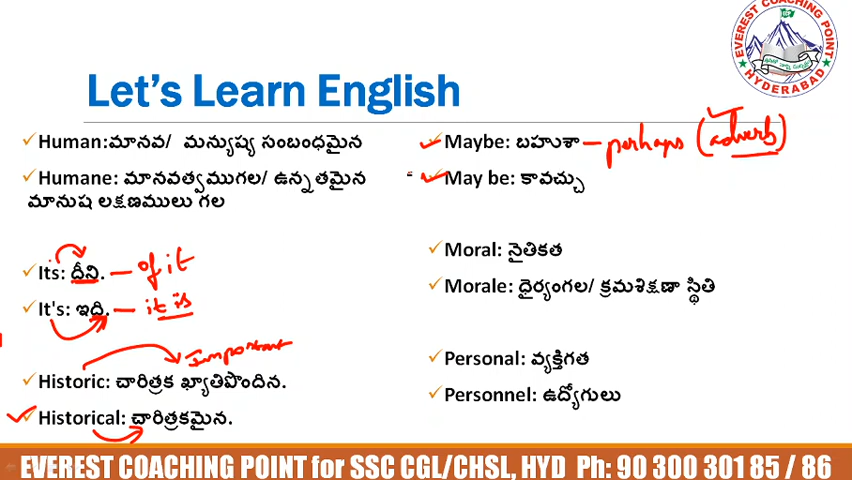 EVEREST COACHING POINT
HYDERABAD
Let's Learn English
Human:మానవ/ మన్యుష్య సంబంధమైన
Humane: మానవత్వముగల/ ఉన్నతమైన
మానుష లక్షణములు గల
Its: దీని. – of it
It's: ఇది. – it is
Important
Historic: చారిత్రక ఖ్యాతిపొందిన.
Historical: చారిత్రకమైన.
Maybe: బహుశా – perhaps (adverb)
May be: కావచ్చు
Moral: నైతికత
Morale: ధైర్యంగల/ క్రమశిక్షణా స్థితి
Personal: వ్యక్తిగత
Personnel: ఉద్యోగులు
EVEREST COACHING POINT for SSC CGL/CHSL, HYD Ph: 90 300 301 85 / 86